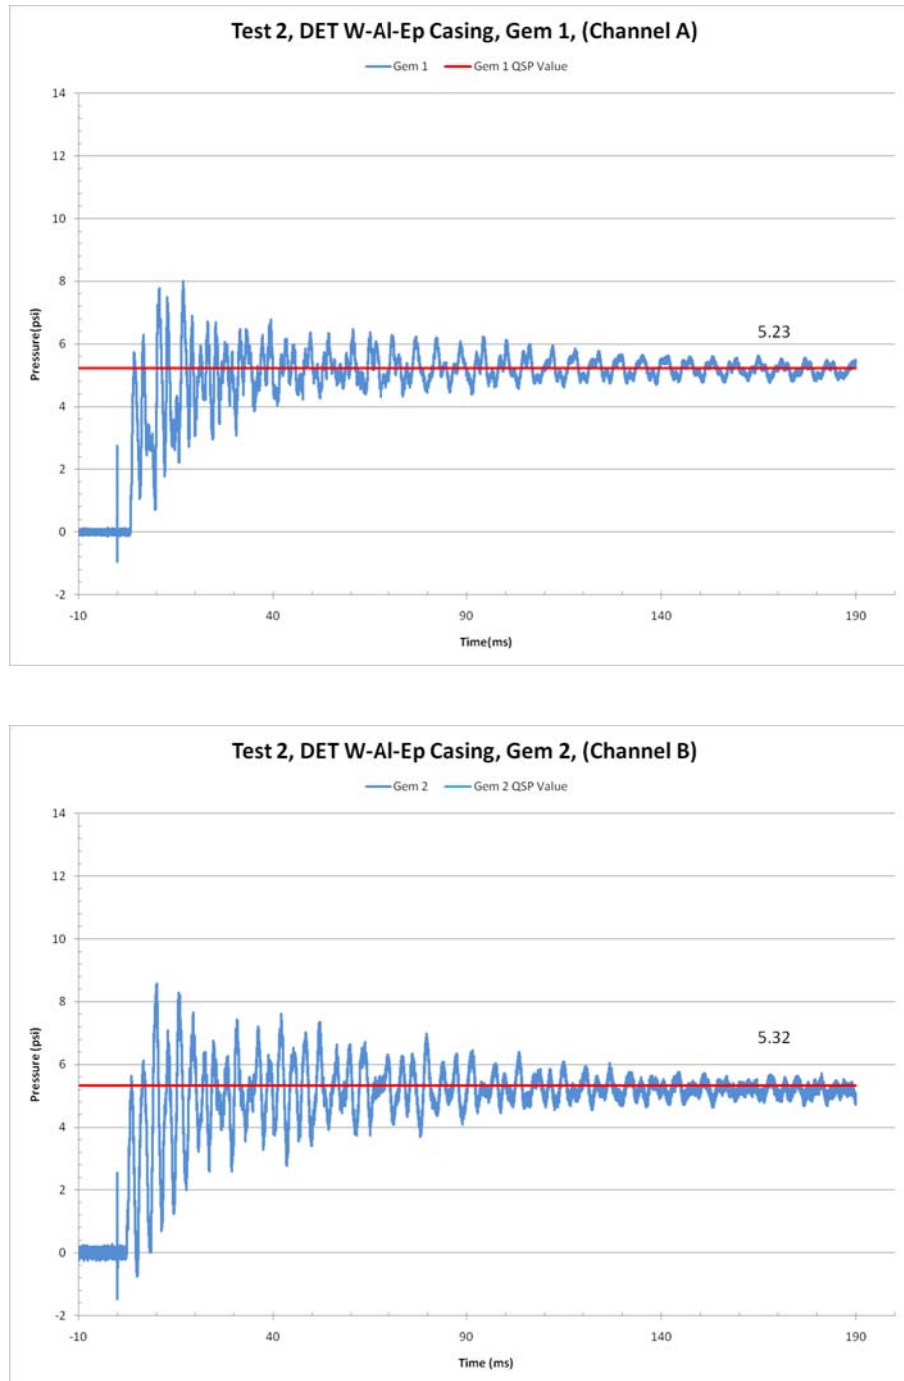 Test 2, DET W-Al-Ep Casing, Gem 1, (Channel A)
Gem 1 Gem 1 QSP Value
14
12
10
8
6
4
2
0
-2
5.23
Pressure(psi)
-10 40 90 140 190
Time(ms)
Test 2, DET W-Al-Ep Casing, Gem 2, (Channel B)
Gem 2 Gem 2 QSP Value
14
12
10
8
6
4
2
0
-2
5.32
Pressure (psi)
-10 40 90 140 190
Time (ms)